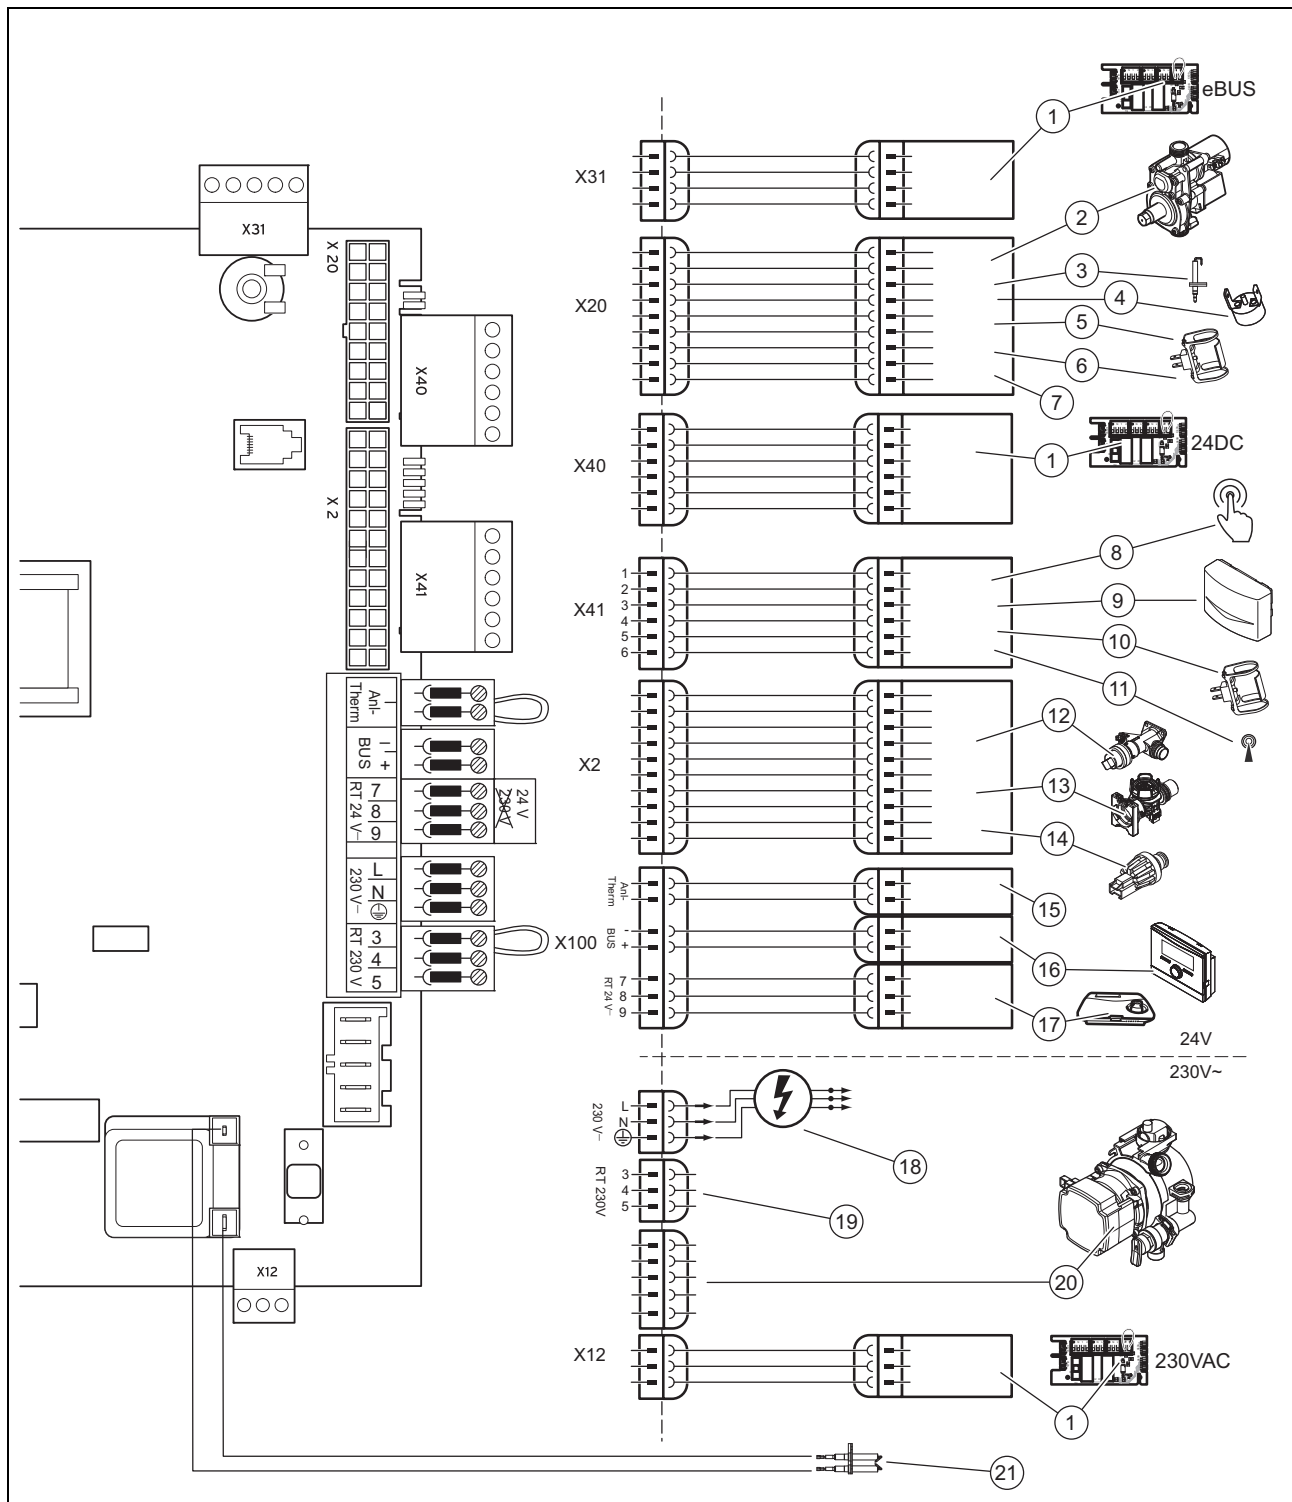 eBUS
1
X31
X31
2
X 20
3
X20
4
5
6
X40
7
24DC
X40
1
X 2
8
X41
X41
1
2
3
4
5
6
9
10
11
Anl-
Therm
BUS
–
+
RT 24 V
7
8
9
24 V
230 V
L
N
230 V~
3
4
5
RT 230 V
12
X2
13
14
Anl-
Therm
15
X100
BUS
-
+
16
RT 24 V
7
8
9
17
24V
230V~
230 V~
L
N
18
RT 230V
3
4
5
19
20
X12
X12
230VAC
1
21